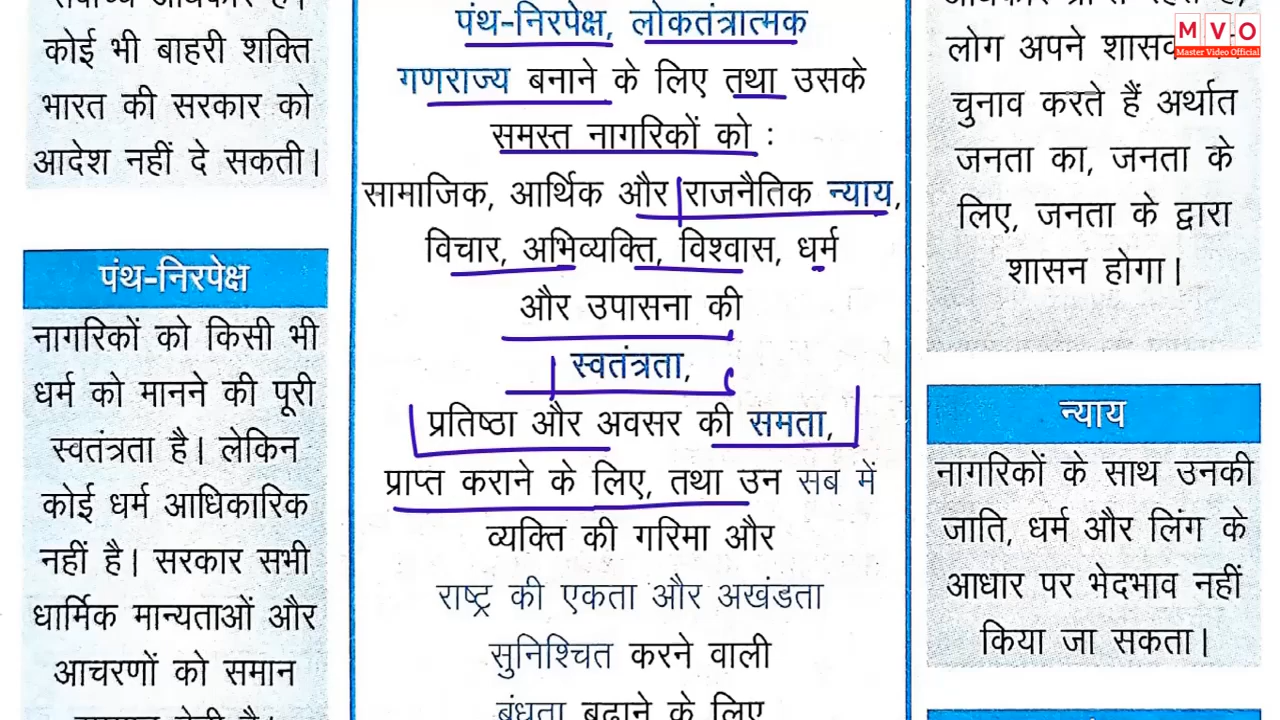 कोई भी बाहरी शक्ति
भारत की सरकार को
आदेश नहीं दे सकती।
पंथ-निरपेक्ष
नागरिकों को किसी भी
धर्म को मानने की पूरी
स्वतंत्रता है। लेकिन
कोई धर्म आधिकारिक
नहीं है। सरकार सभी
धार्मिक मान्यताओं और
आचरणों को समान
पंथ-निरपेक्ष, लोकतंत्रात्मक
गणराज्य बनाने के लिए तथा उसके
समस्त नागरिकों को :
सामाजिक, आर्थिक और राजनैतिक न्याय,
विचार, अभिव्यक्ति, विश्वास, धर्म
और उपासना की
स्वतंत्रता,
प्रतिष्ठा और अवसर की समता,
प्राप्त कराने के लिए, तथा उन सब में
व्यक्ति की गरिमा और
राष्ट्र की एकता और अखंडता
सुनिश्चित करने वाली
बंधुता बढ़ाने के लिए
लोग अपने
चुनाव करते हैं अर्थात
जनता का, जनता के
लिए, जनता के द्वारा
शासन होगा।
न्याय
नागरिकों के साथ उनकी
जाति, धर्म और लिंग के
आधार पर भेदभाव नहीं
किया जा सकता।
MVO
Master Video Official